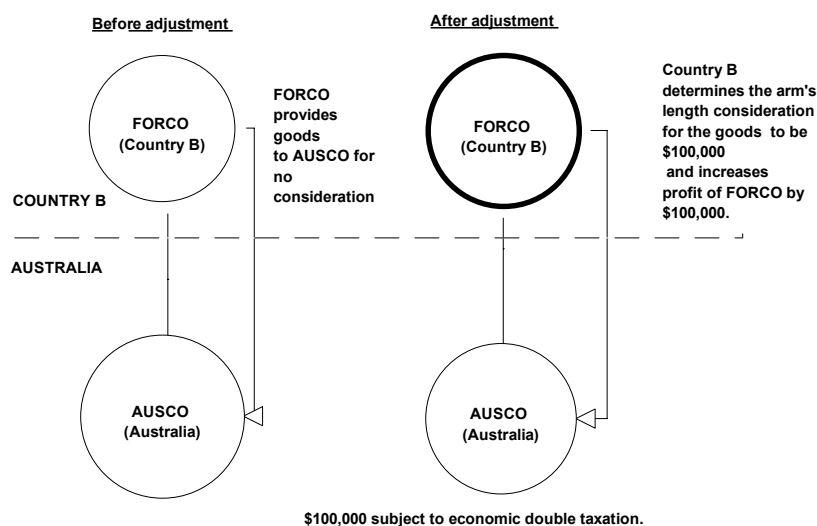 Before adjustment
After adjustment
FORCO
(Country B)
FORCO
provides
goods
to AUSCO for
no
consideration
FORCO
(Country B)
Country B
determines the arm's
length consideration
for the goods to be
$100,000
and increases
profit of FORCO by
$100,000.
COUNTRY B
AUSTRALIA
AUSCO
(Australia)
AUSCO
(Australia)
$100,000 subject to economic double taxation.